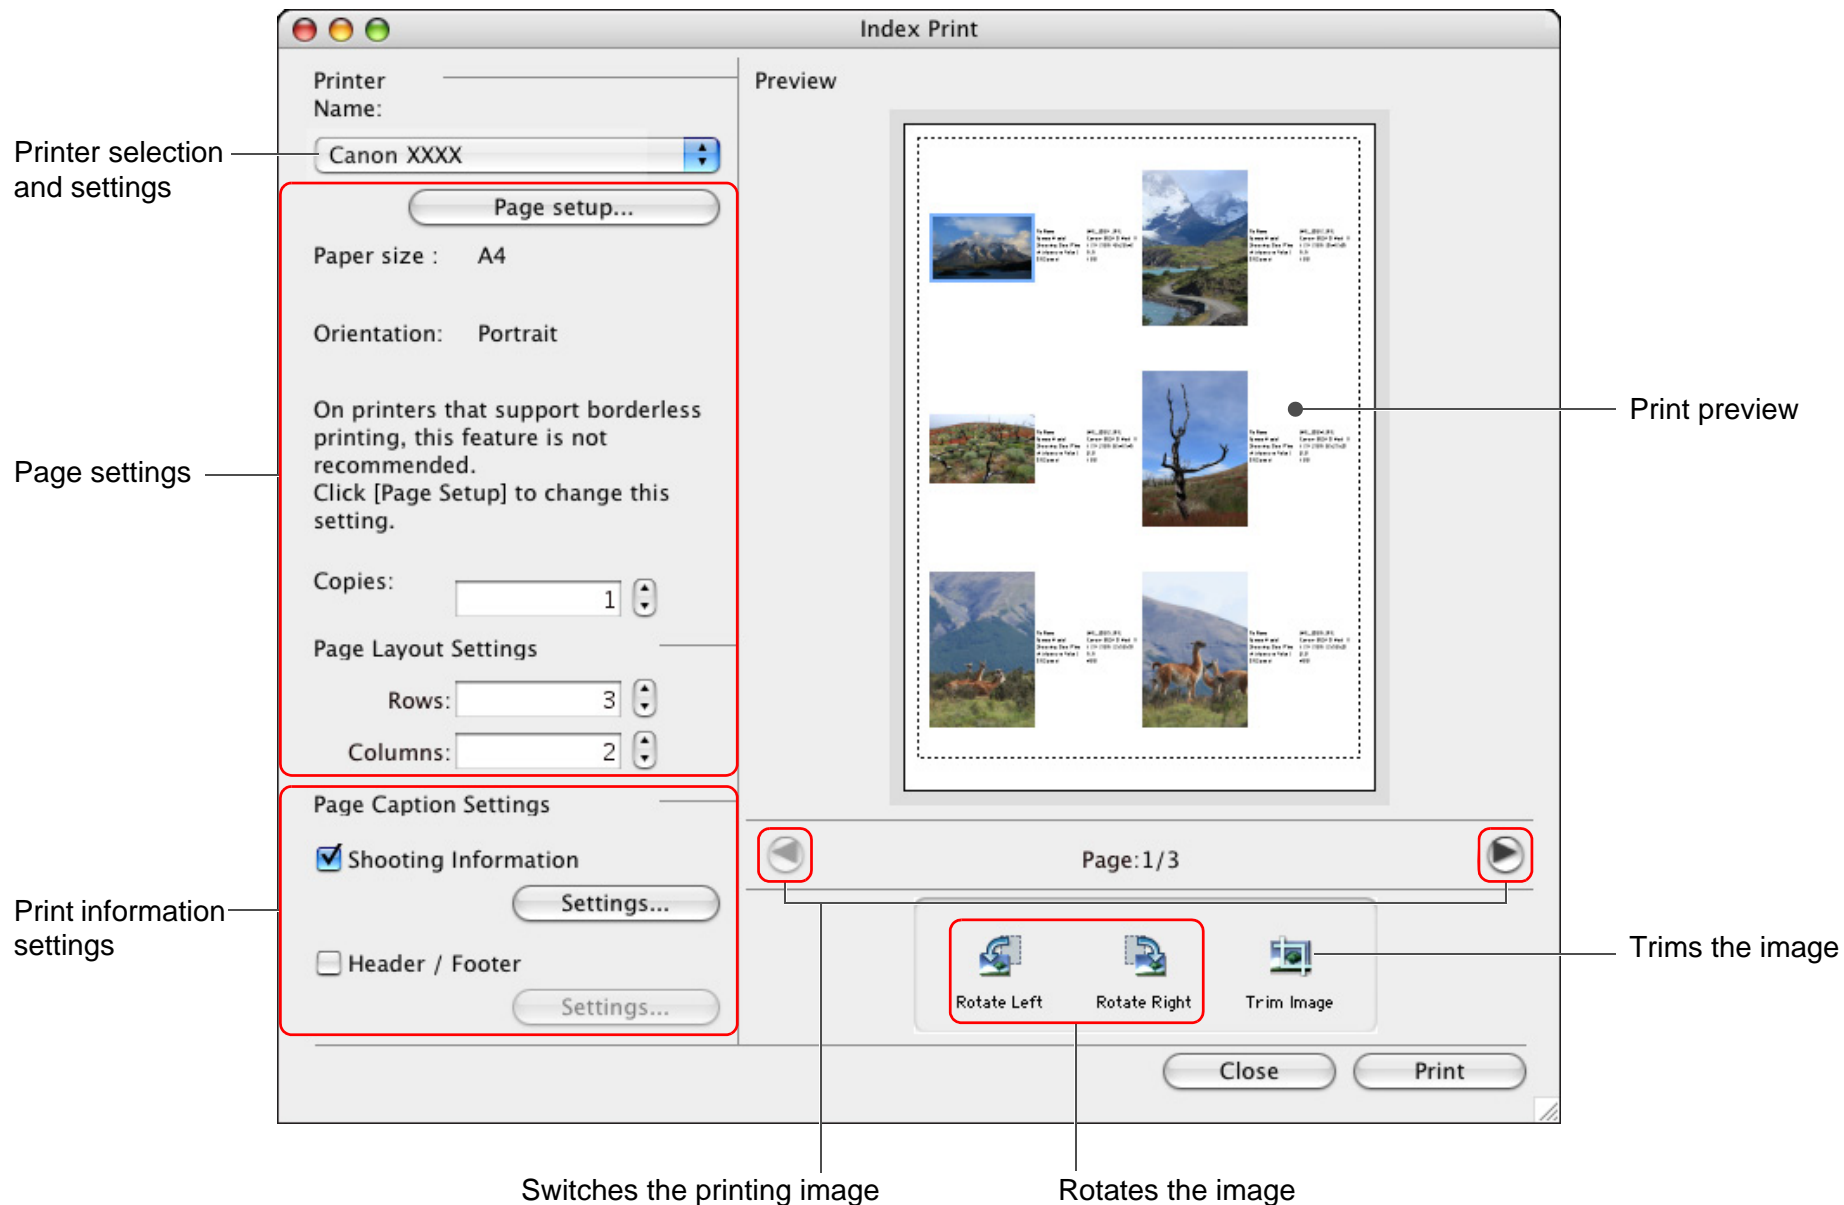 Index Print
Printer
Name:
Canon XXXX
Page setup...
Paper size : A4
Orientation: Portrait
On printers that support borderless
printing, this feature is not
recommended.
Click [Page Setup] to change this
setting.
Copies: 1
Page Layout Settings
Rows: 3
Columns: 2
Page Caption Settings
Shooting Information
Settings...
Header / Footer
Settings...
Preview
Page:1/3
Rotate Left
Rotate Right
Trim Image
Close
Print
Printer selection
and settings
Page settings
Print information
settings
Print preview
Trims the image
Switches the printing image
Rotates the image